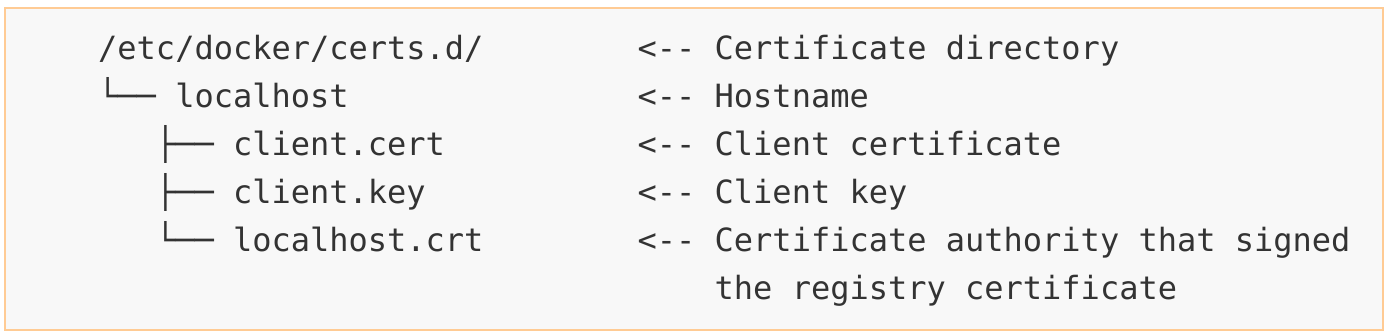 /etc/docker/certs.d/        <-- Certificate directory
└── localhost               <-- Hostname
   ├── client.cert          <-- Client certificate
   ├── client.key           <-- Client key
   └── localhost.crt        <-- Certificate authority that signed
                                the registry certificate